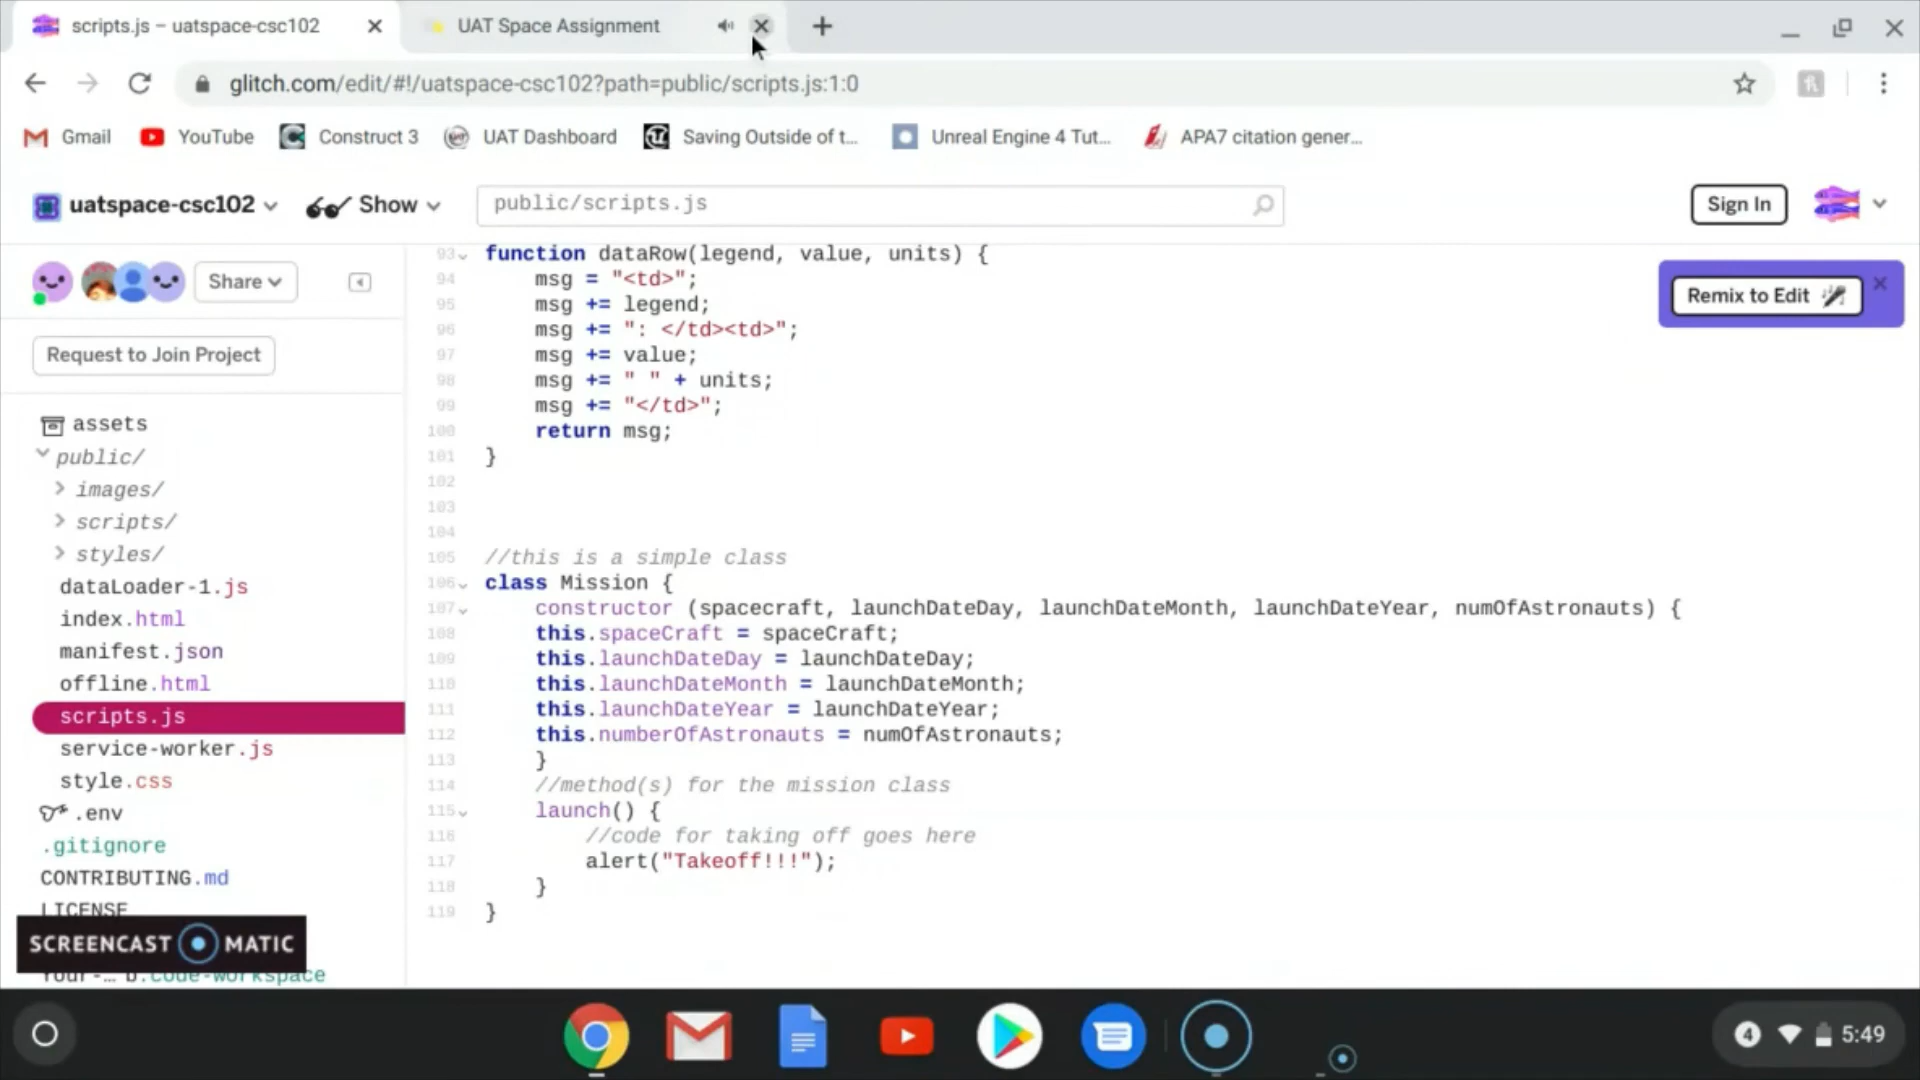 scripts.js – uatspace-csc102
UAT Space Assignment
glitch.com/edit/#!/uatspace-csc102?path=public/scripts.js:1:0
Gmail
YouTube
Construct 3
UAT Dashboard
Saving Outside of t...
Unreal Engine 4 Tut...
APA7 citation gener...
uatspace-csc102
Show
public/scripts.js
Sign In
Share
Remix to Edit
Request to Join Project
assets
public/
images/
scripts/
styles/
dataLoader-1.js
index.html
manifest.json
offline.html
scripts.js
service-worker.js
style.css
.env
.gitignore
CONTRIBUTING.md
LICENSE
SCREENCAST MATIC
93 function dataRow(legend, value, units) {
94 msg = "<td>";
95 msg += legend;
96 msg += ": </td><td>";
97 msg += value;
98 msg += " " + units;
99 msg += "</td>";
100 return msg;
101 }
102
103
104
105 //this is a simple class
106 class Mission {
107 constructor (spacecraft, launchDateDay, launchDateMonth, launchDateYear, numOfAstronauts) {
108 this.spaceCraft = spaceCraft;
109 this.launchDateDay = launchDateDay;
110 this.launchDateMonth = launchDateMonth;
111 this.launchDateYear = launchDateYear;
112 this.numberOfAstronauts = numOfAstronauts;
113 }
114 //method(s) for the mission class
115 launch() {
116 //code for taking off goes here
117 alert("Takeoff!!!");
118 }
119 }
4
5:49